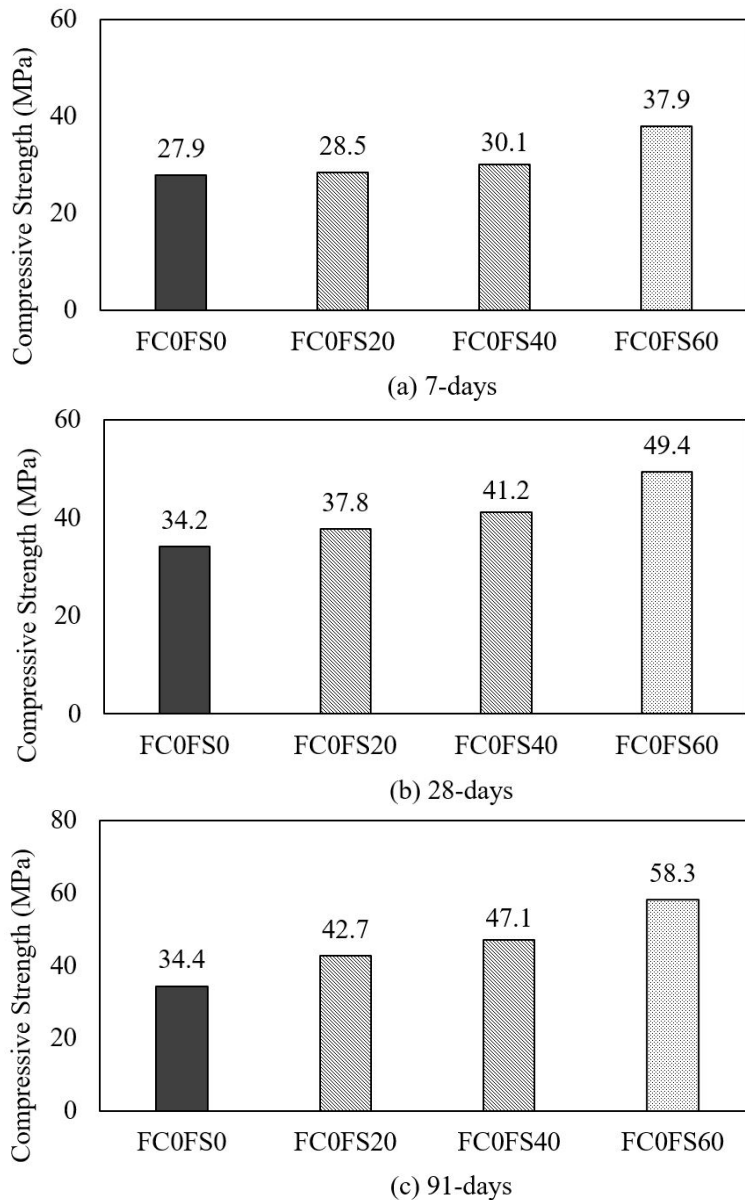 Compressive Strength (MPa)
60
40
20
0
27.9
28.5
30.1
37.9
FC0FS0
FC0FS20
FC0FS40
FC0FS60
(a) 7-days
Compressive Strength (MPa)
60
40
20
0
34.2
37.8
41.2
49.4
FC0FS0
FC0FS20
FC0FS40
FC0FS60
(b) 28-days
Compressive Strength (MPa)
80
60
40
20
0
34.4
42.7
47.1
58.3
FC0FS0
FC0FS20
FC0FS40
FC0FS60
(c) 91-days